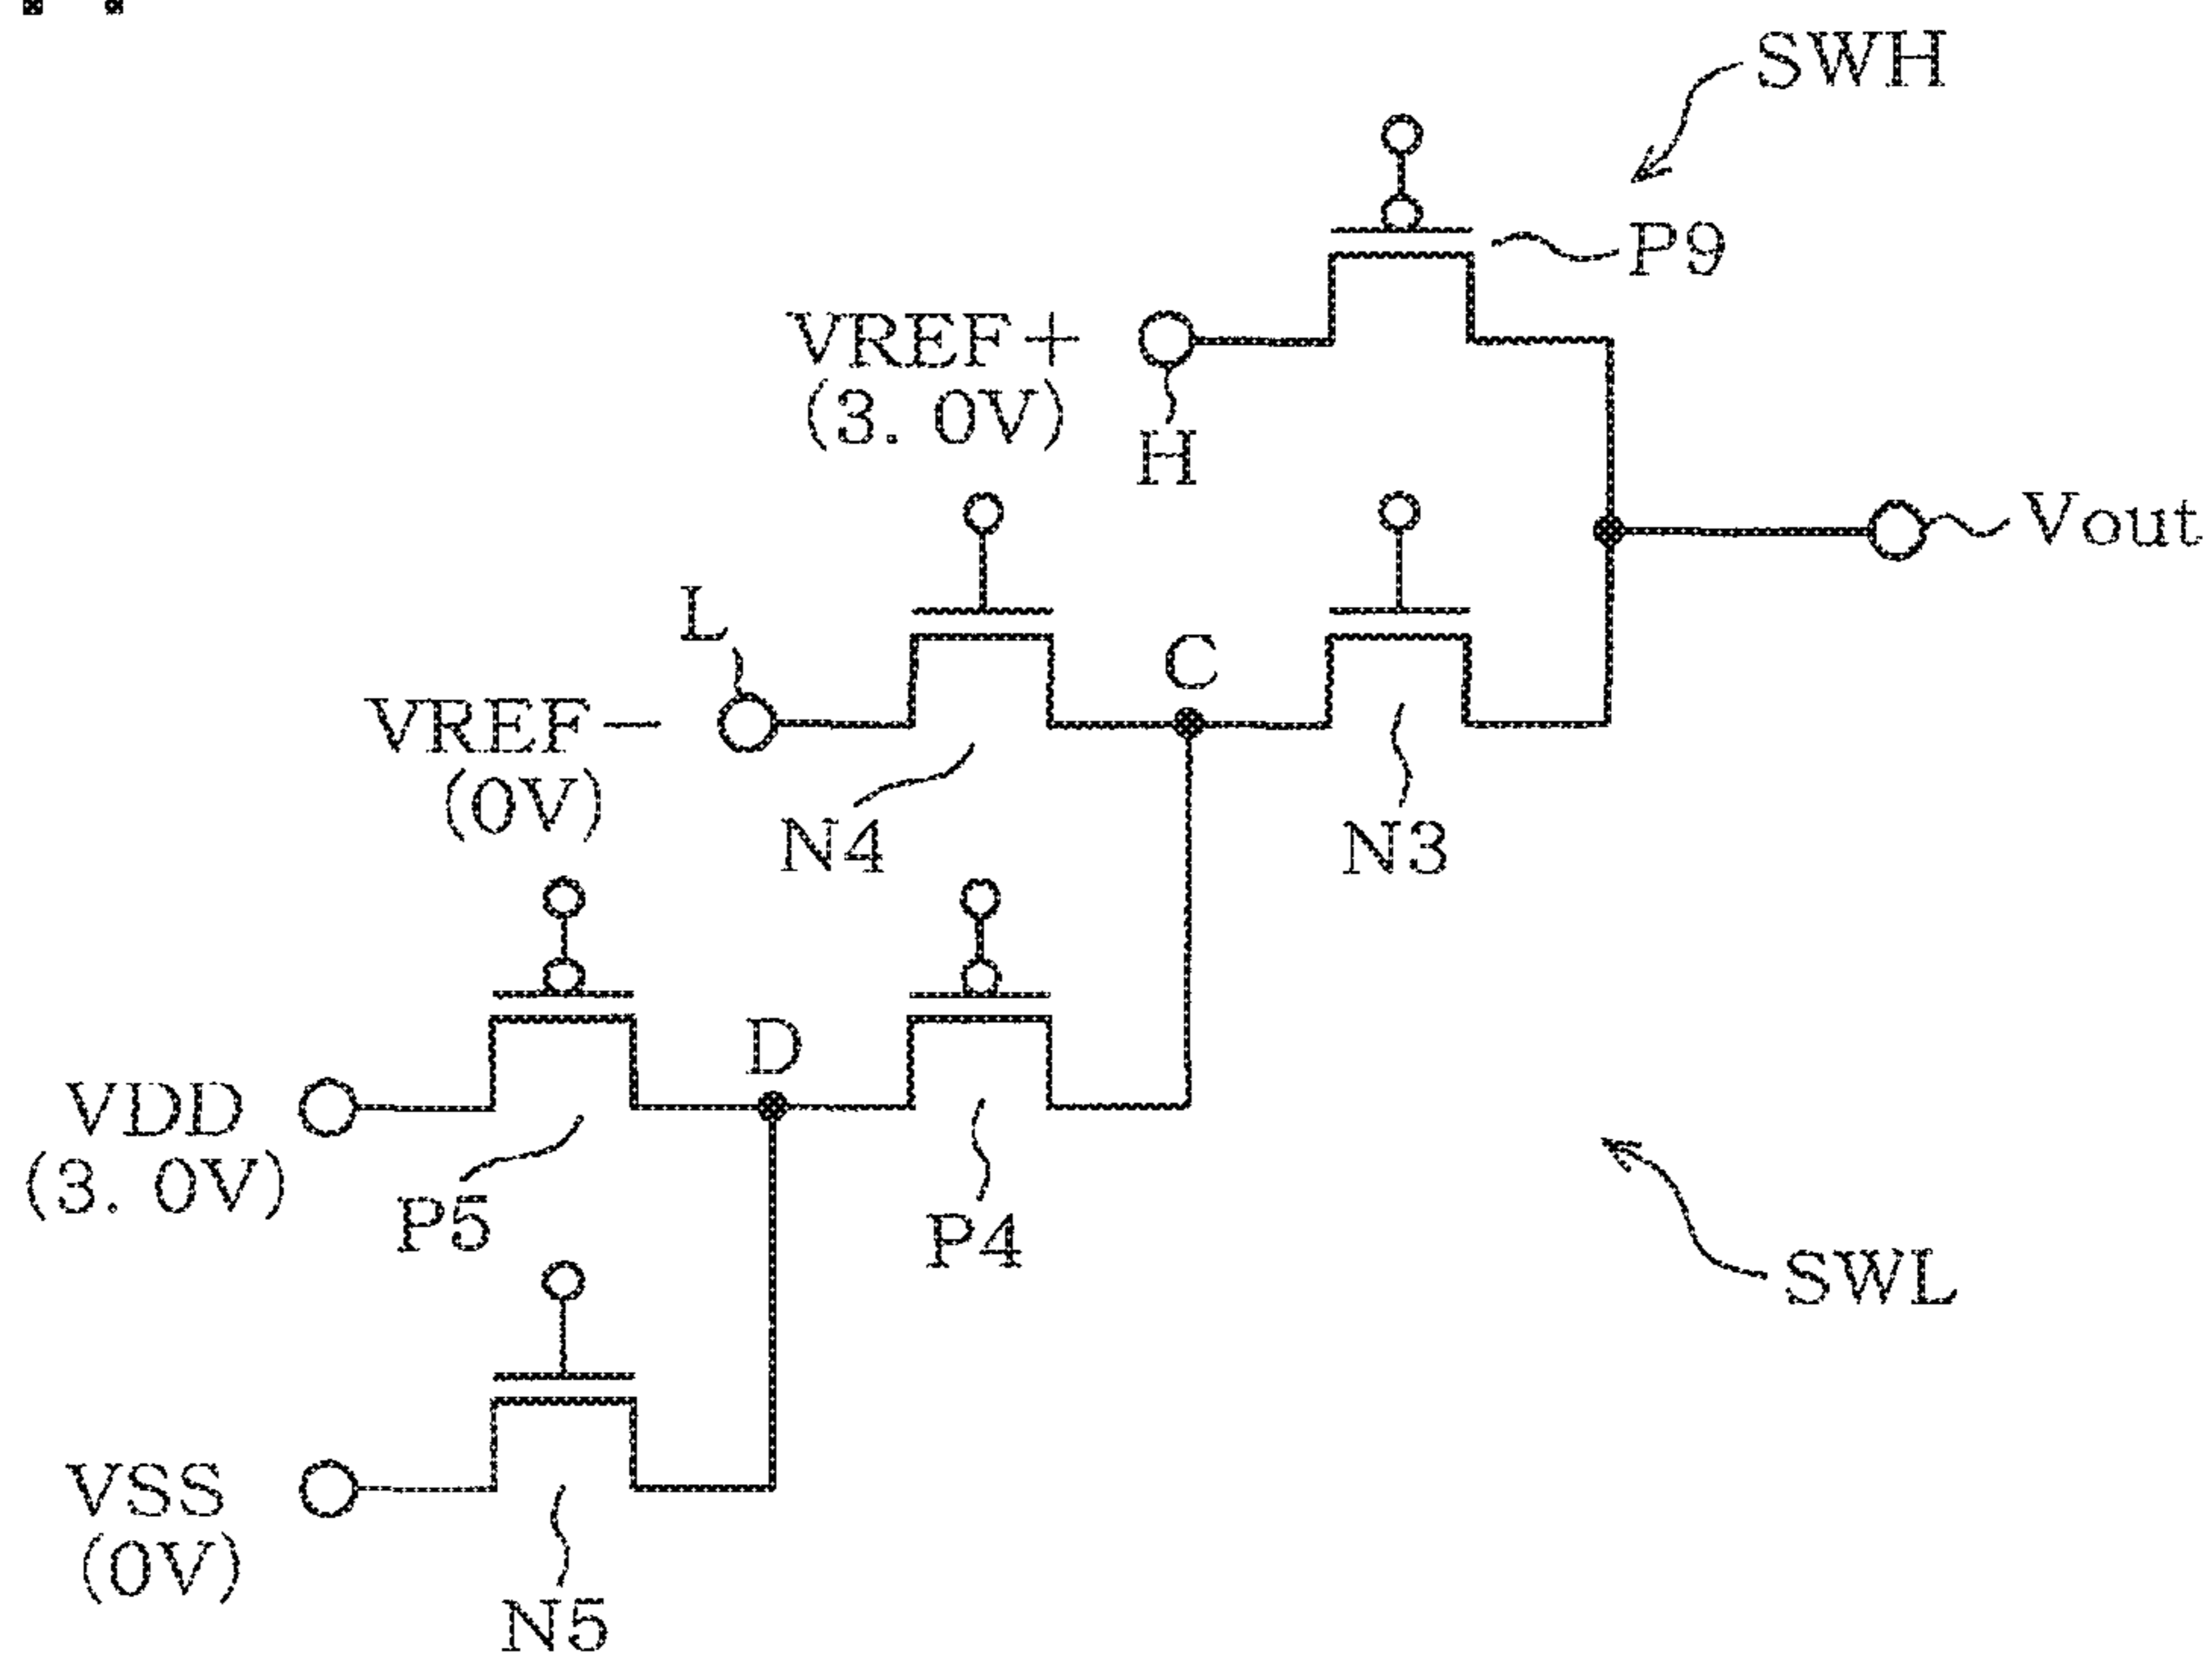 SWH
P9
VREF+
(3. 0V)
H
Vout
L
C
VREF−
(0V)
N4
N3
D
VDD
(3. 0V)
P5
P4
SWL
VSS
(0V)
N5